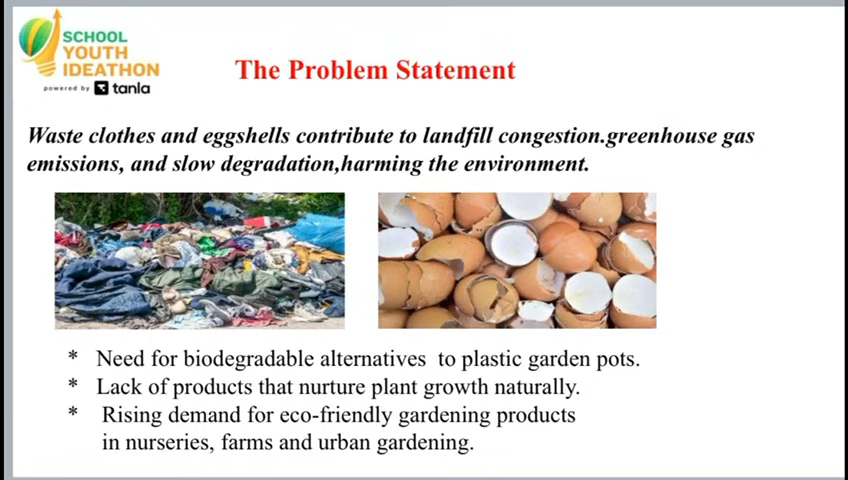 SCHOOL
YOUTH
IDEATHON
powered by tanla
The Problem Statement
Waste clothes and eggshells contribute to landfill congestion.greenhouse gas
emissions, and slow degradation,harming the environment.
* Need for biodegradable alternatives to plastic garden pots.
* Lack of products that nurture plant growth naturally.
* Rising demand for eco-friendly gardening products
in nurseries, farms and urban gardening.